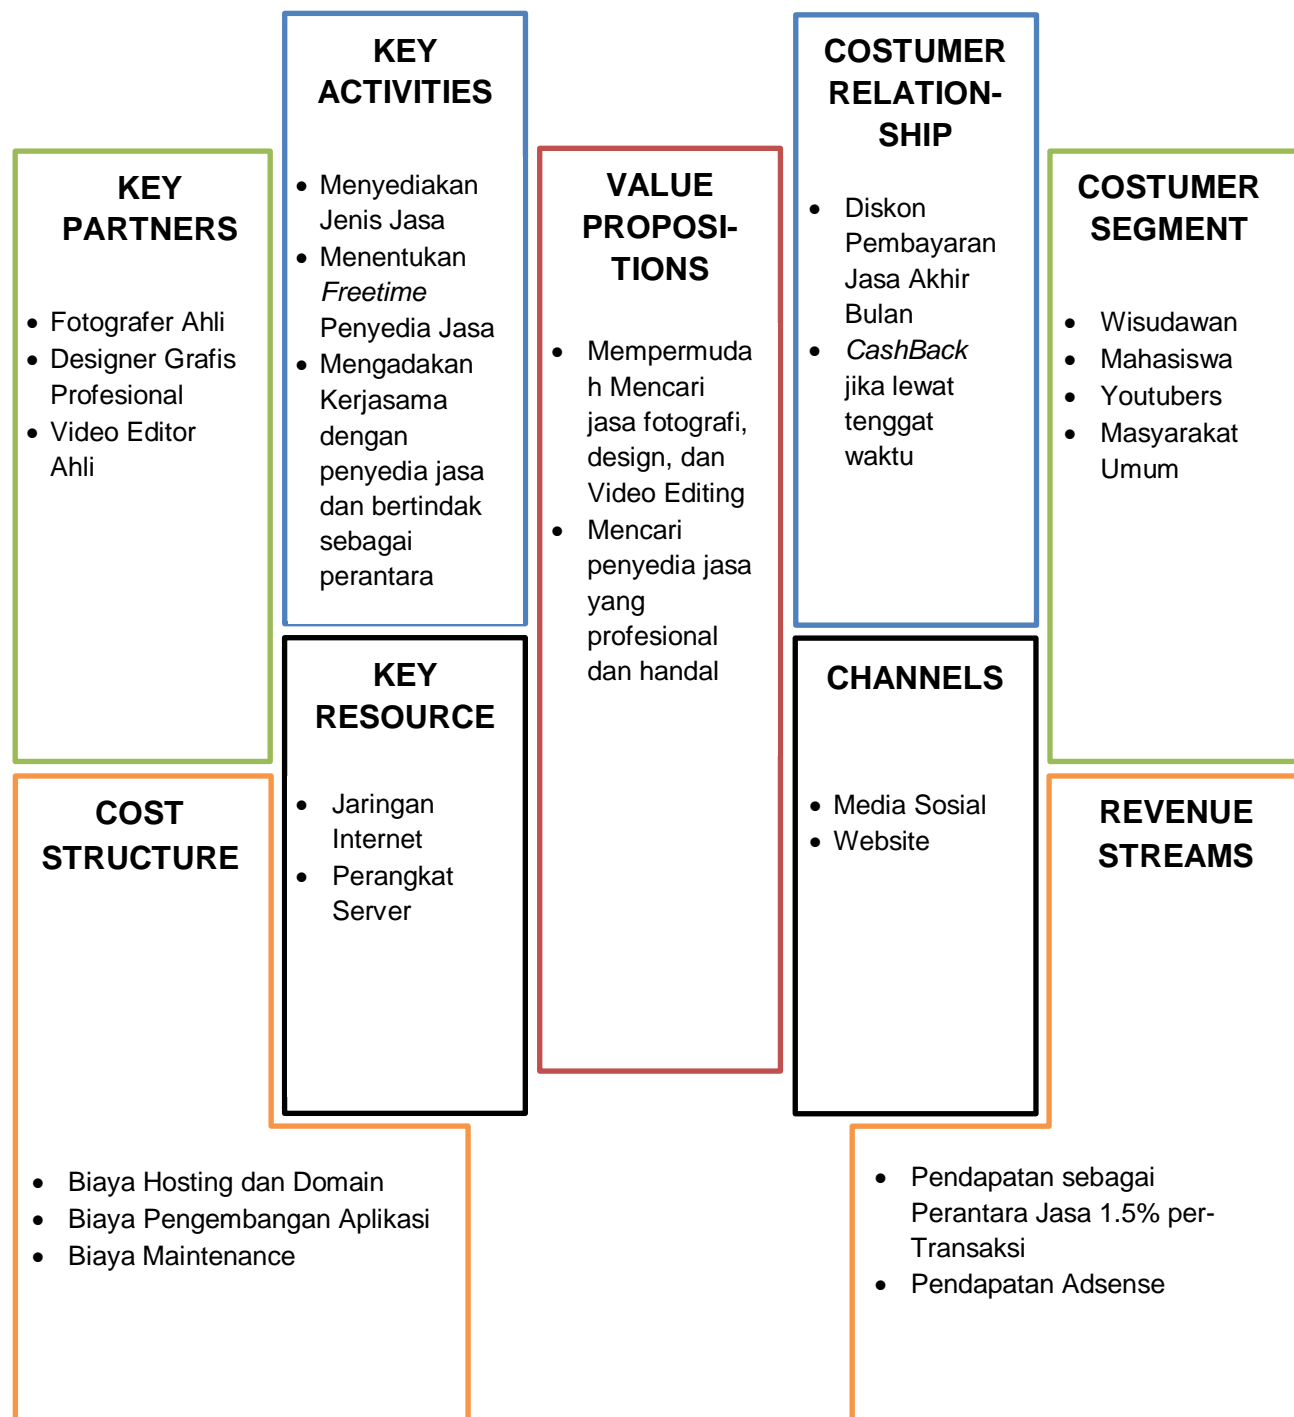 KEY
PARTNERS
• Fotografer Ahli
• Designer Grafis
Profesional
• Video Editor
Ahli
KEY
ACTIVITIES
• Menyediakan
Jenis Jasa
• Menentukan
Freetime
Penyedia Jasa
• Mengadakan
Kerjasama
dengan
penyedia jasa
dan bertindak
sebagai
perantara
KEY
RESOURCE
• Jaringan
Internet
• Perangkat
Server
VALUE
PROPOSI-
TIONS
• Mempermuda
h Mencari
jasa fotografi,
design, dan
Video Editing
• Mencari
penyedia jasa
yang
profesional
dan handal
COSTUMER
RELATION-
SHIP
• Diskon
Pembayaran
Jasa Akhir
Bulan
• CashBack
jika lewat
tenggat
waktu
CHANNELS
• Media Sosial
• Website
COSTUMER
SEGMENT
• Wisudawan
• Mahasiswa
• Youtubers
• Masyarakat
Umum
COST
STRUCTURE
• Biaya Hosting dan Domain
• Biaya Pengembangan Aplikasi
• Biaya Maintenance
REVENUE
STREAMS
• Pendapatan sebagai
Perantara Jasa 1.5% per-
Transaksi
• Pendapatan Adsense